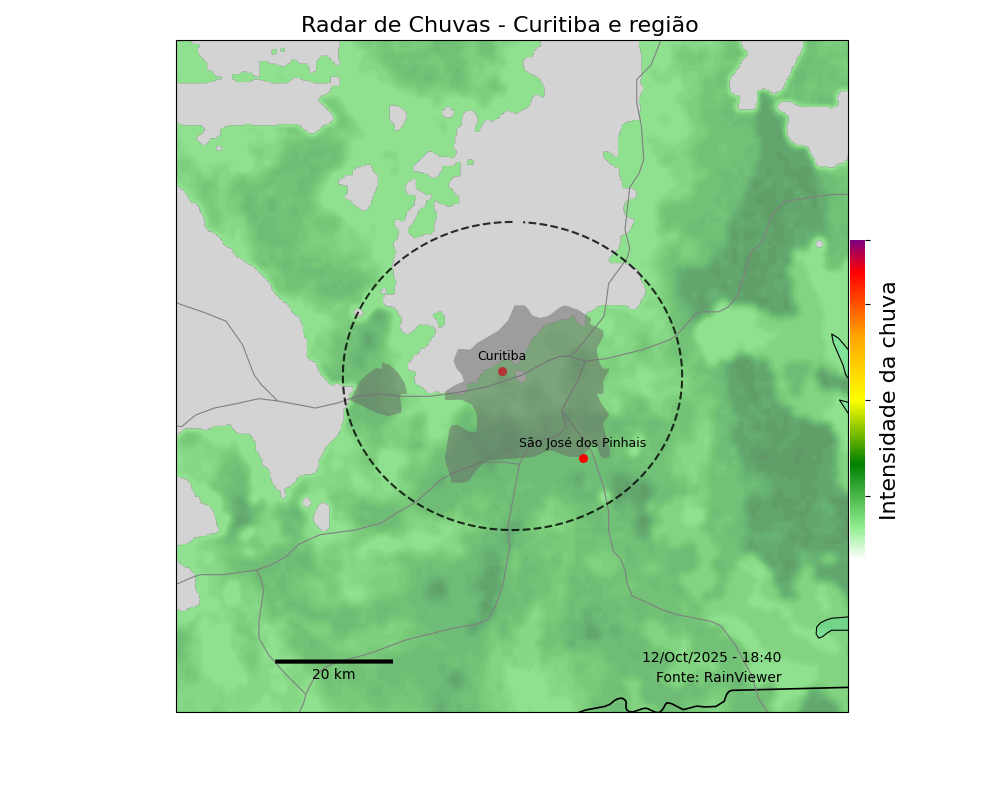 Radar de Chuvas - Curitiba e região
Curitiba
São José dos Pinhais
Intensidade da chuva
12/Oct/2025 - 18:40
Fonte: RainViewer
20 km